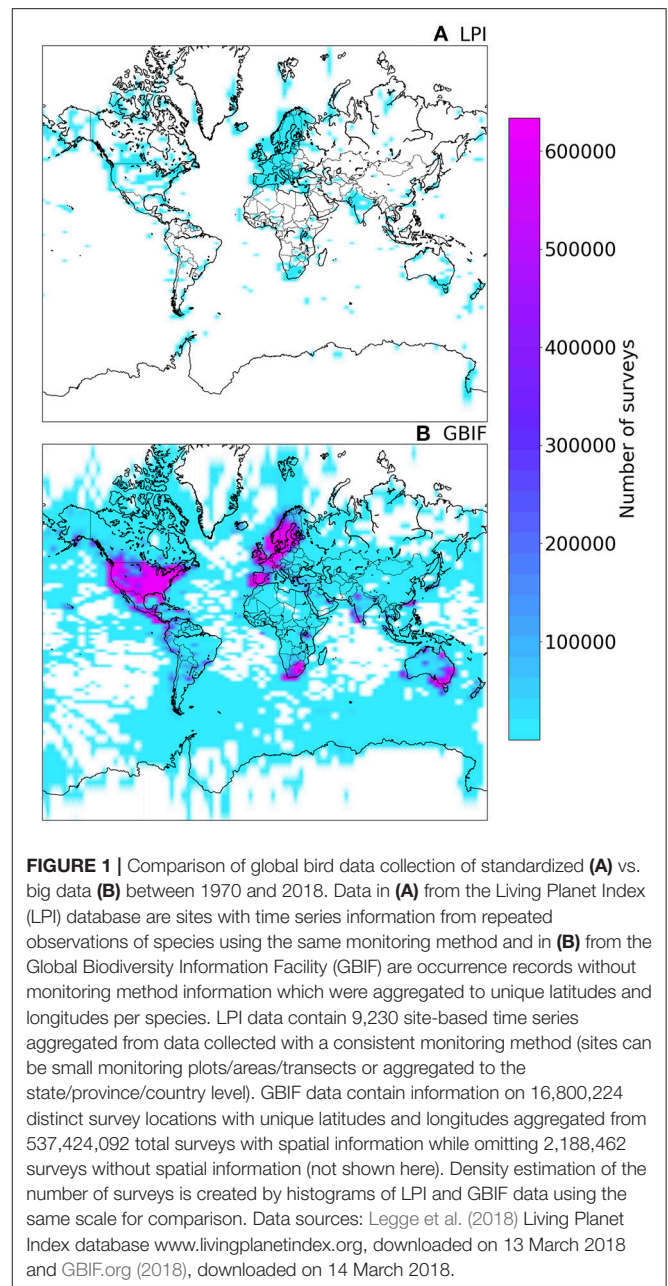 A LPI
600000
500000
400000
300000
200000
100000
Number of surveys
B GBIF
FIGURE 1 | Comparison of global bird data collection of standardized (A) vs.
big data (B) between 1970 and 2018. Data in (A) from the Living Planet Index
(LPI) database are sites with time series information from repeated
observations of species using the same monitoring method and in (B) from the
Global Biodiversity Information Facility (GBIF) are occurrence records without
monitoring method information which were aggregated to unique latitudes and
longitudes per species. LPI data contain 9,230 site-based time series
aggregated from data collected with a consistent monitoring method (sites can
be small monitoring plots/areas/transects or aggregated to the
state/province/country level). GBIF data contain information on 16,800,224
distinct survey locations with unique latitudes and longitudes aggregated from
537,424,092 total surveys with spatial information while omitting 2,188,462
surveys without spatial information (not shown here). Density estimation of the
number of surveys is created by histograms of LPI and GBIF data using the
same scale for comparison. Data sources: Legge et al. (2018) Living Planet
Index database www.livingplanetindex.org, downloaded on 13 March 2018
and GBIF.org (2018), downloaded on 14 March 2018.